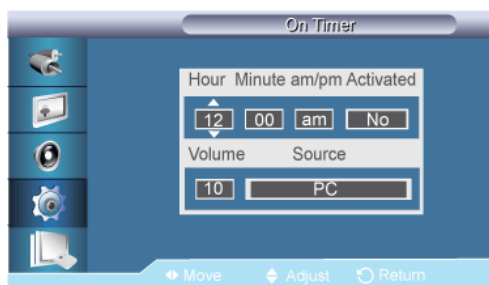 On Timer
Hour Minute am/pm Activated
12 00 am No
Volume Source
10 PC
Move Adjust Return